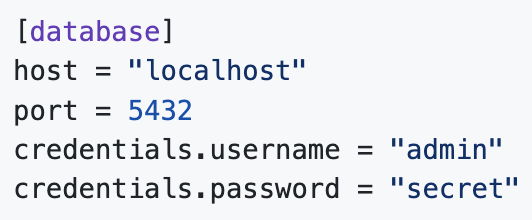 [database]
host = "localhost"
port = 5432
credentials.username = "admin"
credentials.password = "secret"